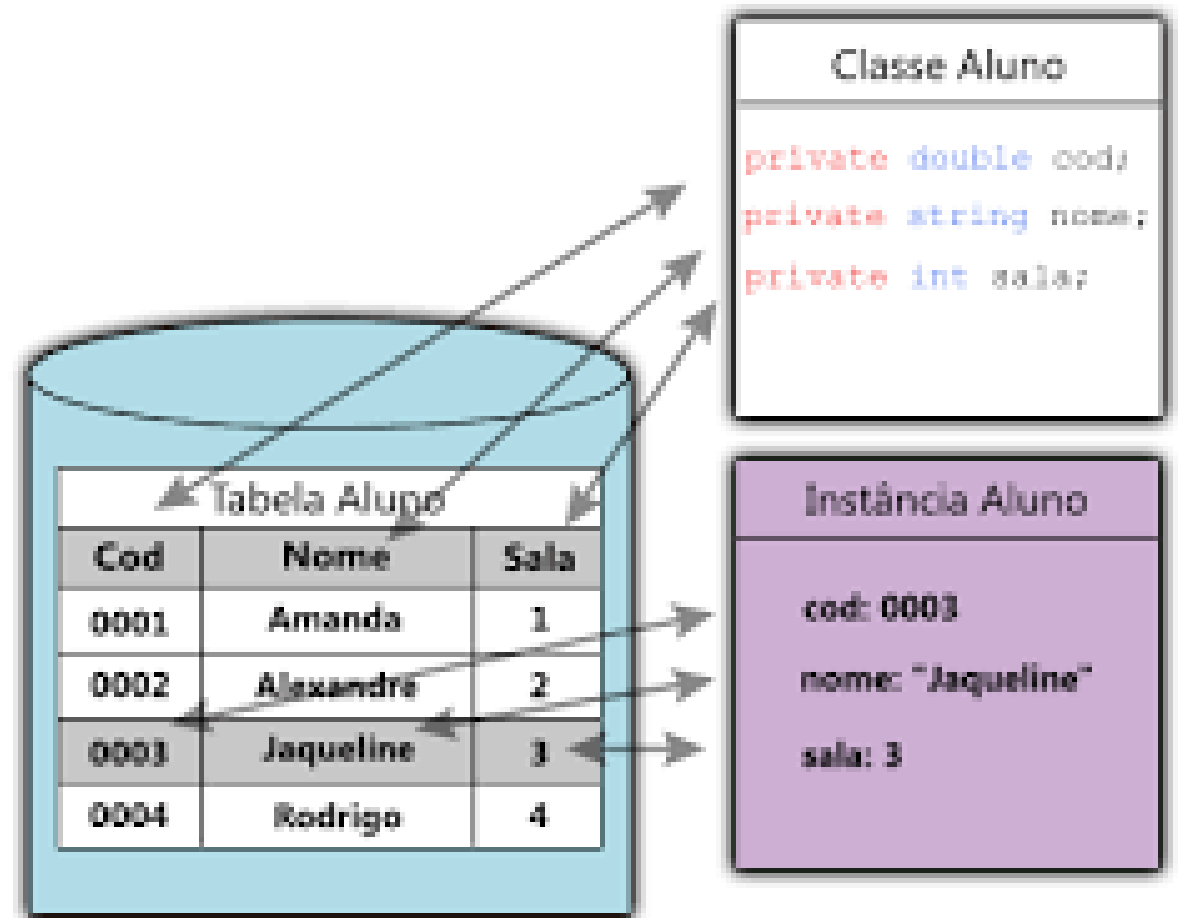 Classe Aluno
private double cod;
private string nome;
private int sala;
Tabela Aluno
Cod Nome Sala
0001 Amanda 1
0002 Alexandre 2
0003 Jaqueline 3
0004 Rodrigo 4
Instância Aluno
cod: 0003
nome: "Jaqueline"
sala: 3